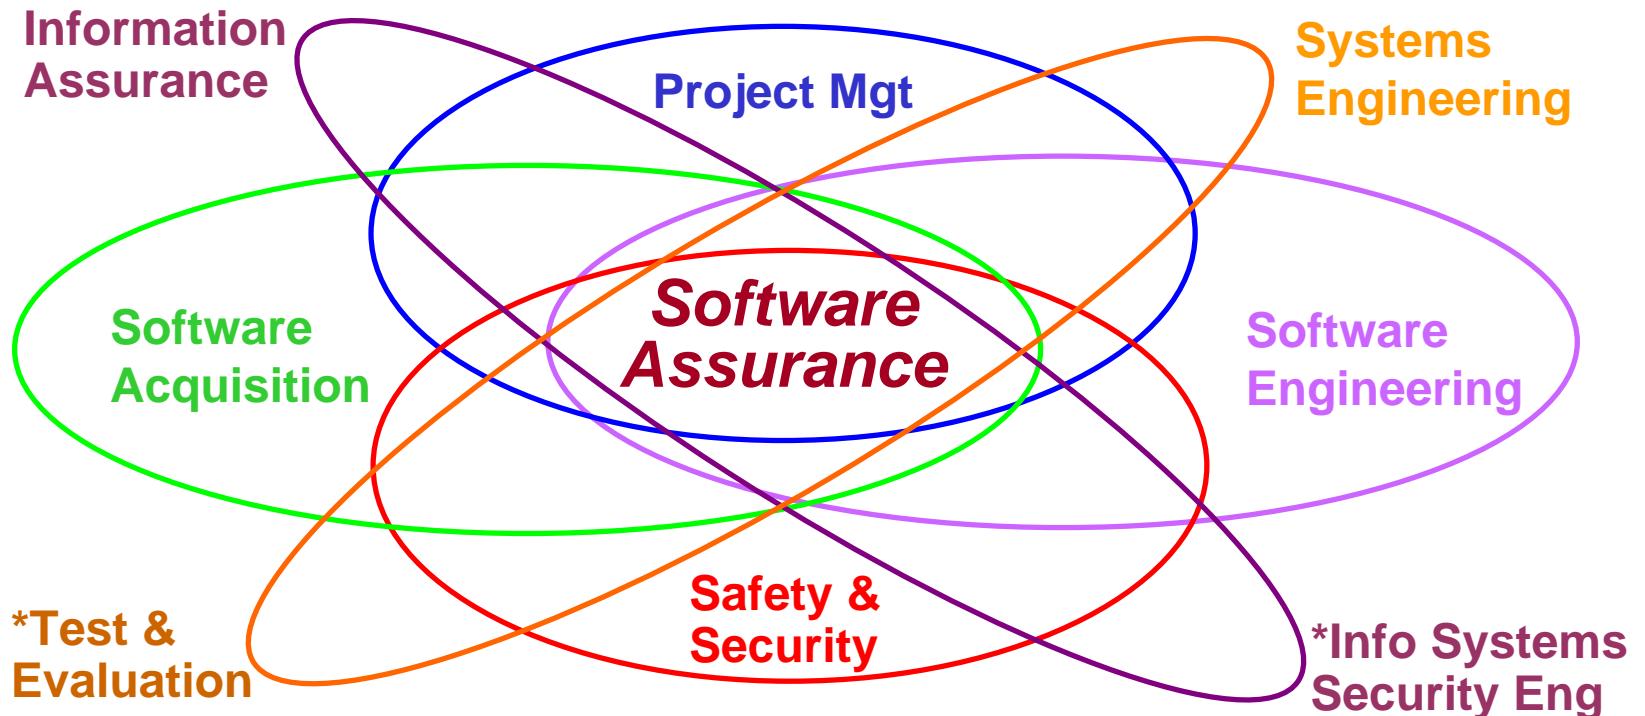 Information
Assurance
Project Mgt
Systems
Engineering
Software
Acquisition
Software
Assurance
Software
Engineering
*Test &
Evaluation
Safety &
Security
*Info Systems
Security Eng